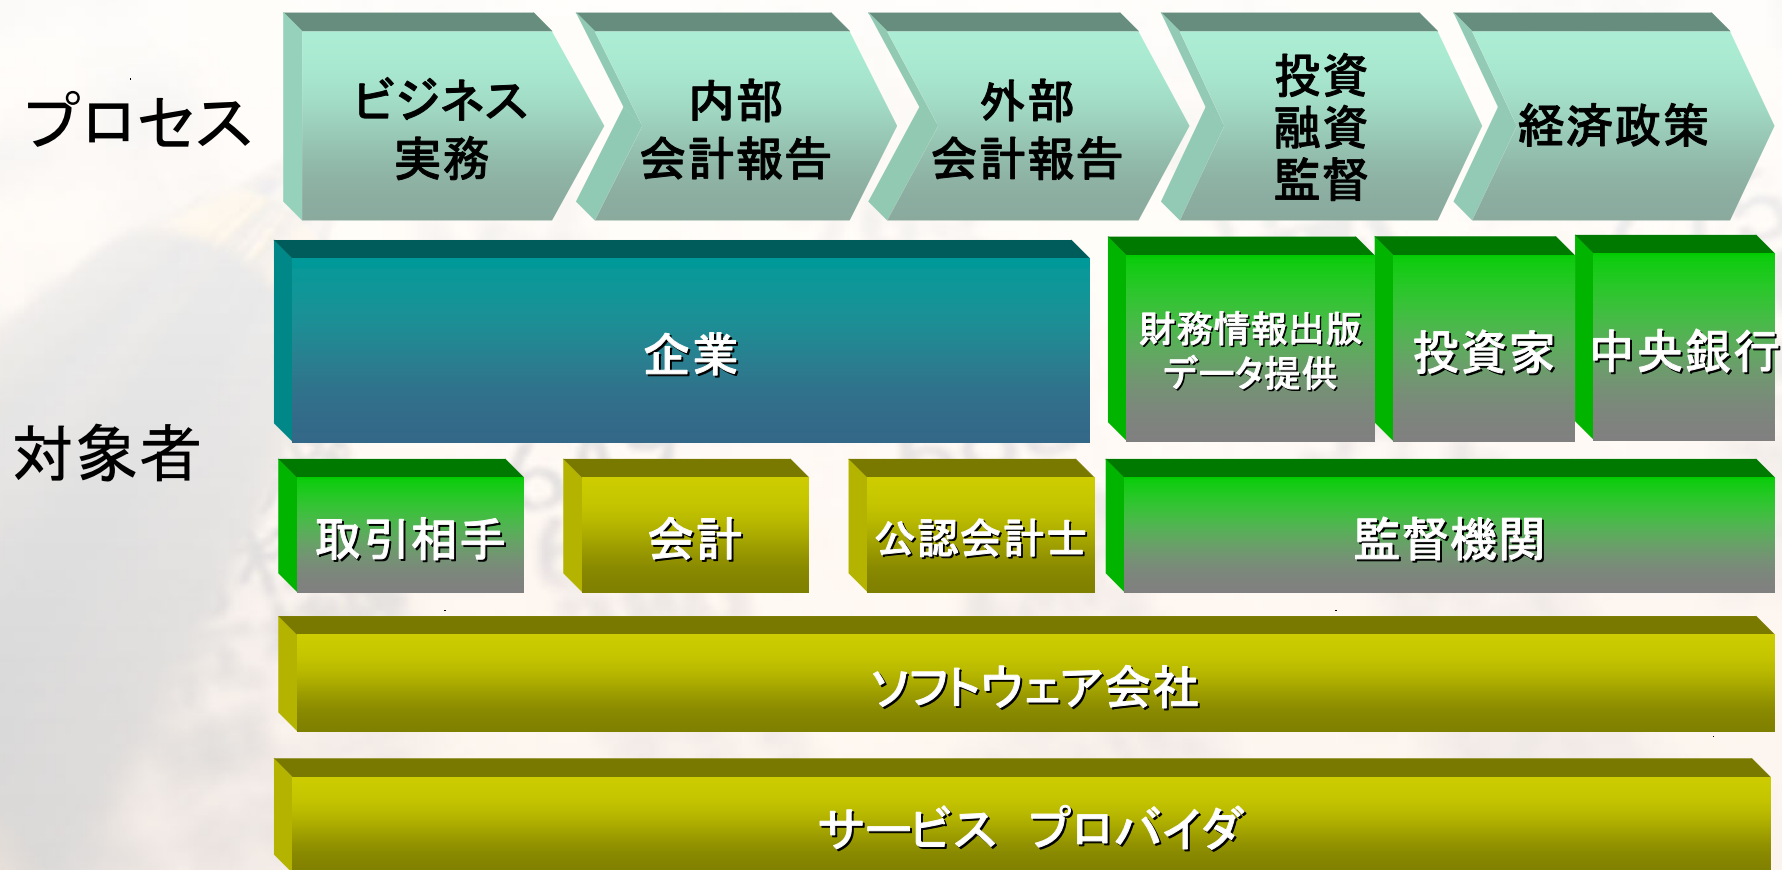 プロセス
ビジネス
実務
内部
会計報告
外部
会計報告
投資
融資
監督
経済政策
対象者
企業
財務情報出版
データ提供
投資家
中央銀行
取引相手
会計
公認会計士
監督機関
ソフトウェア会社
サービス　プロバイダ